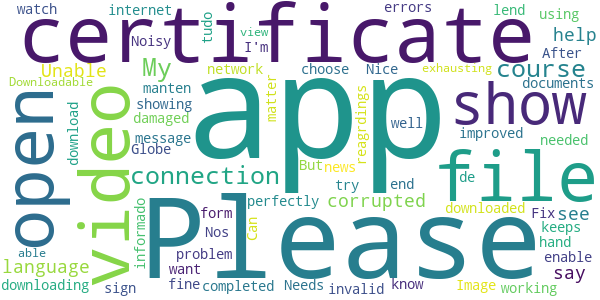 watch internet errors lend using
certificate
Noisy tudo I'm view Nice After help
Unable My network choose exhausting course
Downloadable manten documents
open video download showing damaged app matter reagrdings well show
message improved needed
Globe But news perfectly try end de file
connection corrupted see
informado Please downloaded Fix keeps
form Nos Can hand
able problem know enable
language want say
downloading sign fine completed Needs invalid Image working